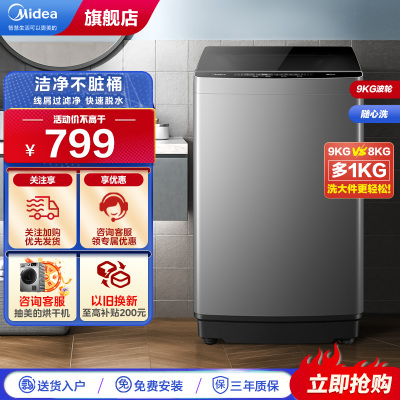 Midea
智慧生活可以更美的
旗舰店
洁净不脏桶
线屑过滤净 快速脱水
活动价不高于
￥799
关注享
享优惠
关注加购
优先发货
咨询客服
领专属优惠
咨询客服
抽美的烘干机
以旧换新
至高补贴200元
9KG波轮
随心洗
9KG VS 8KG
多1KG
洗大件更轻松!
送货入户
免费安装
三年质保
立即抢购